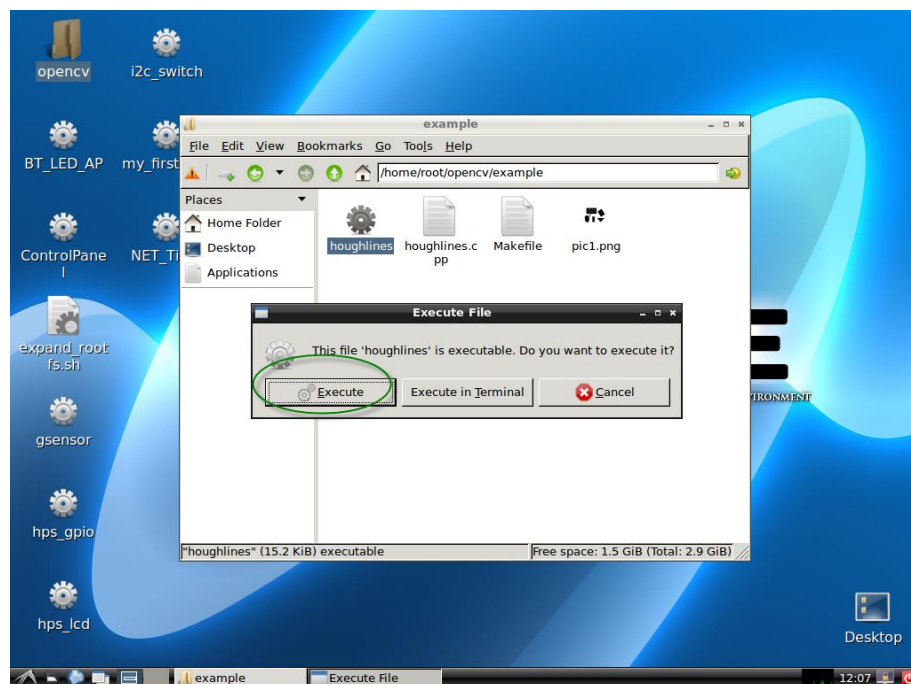 opencv
i2c_switch
BT_LED_AP
my_first
ControlPane
l
NET_Ti
expand_root
fs.sh
gsensor
hps_gpio
hps_lcd
example
File Edit View Bookmarks Go Tools Help
/home/root/opencv/example
Places
Home Folder
Desktop
Applications
houghlines
houghlines.c
pp
Makefile
pic1.png
Execute File
This file 'houghlines' is executable. Do you want to execute it?
Execute
Execute in Terminal
Cancel
"houghlines" (15.2 KiB) executable
Free space: 1.5 GiB (Total: 2.9 GiB)
E
IRONMENT
Desktop
example
Execute File
12:07